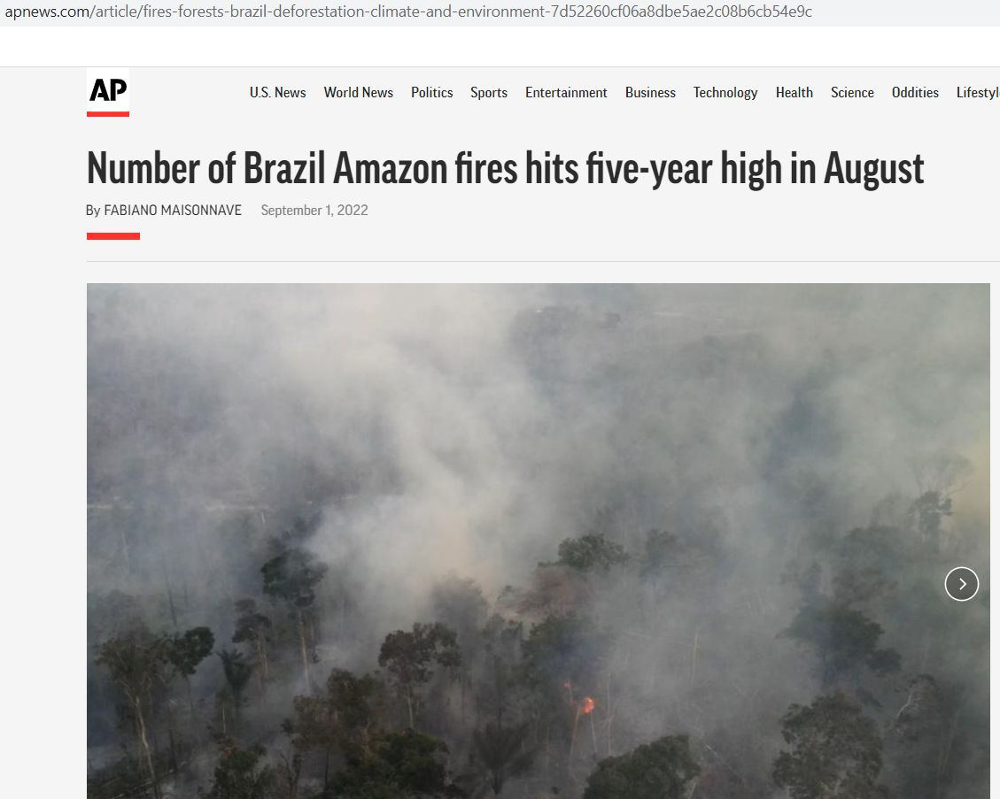 apnews.com/article/fires-forests-brazil-deforestation-climate-and-environment-7d52260cf06a8dbe5ae2c08b6cb54e9c
AP
U.S. News World News Politics Sports Entertainment Business Technology Health Science Oddities Lifestyl
Number of Brazil Amazon fires hits five-year high in August
By FABIANO MAISONNAVE September 1, 2022